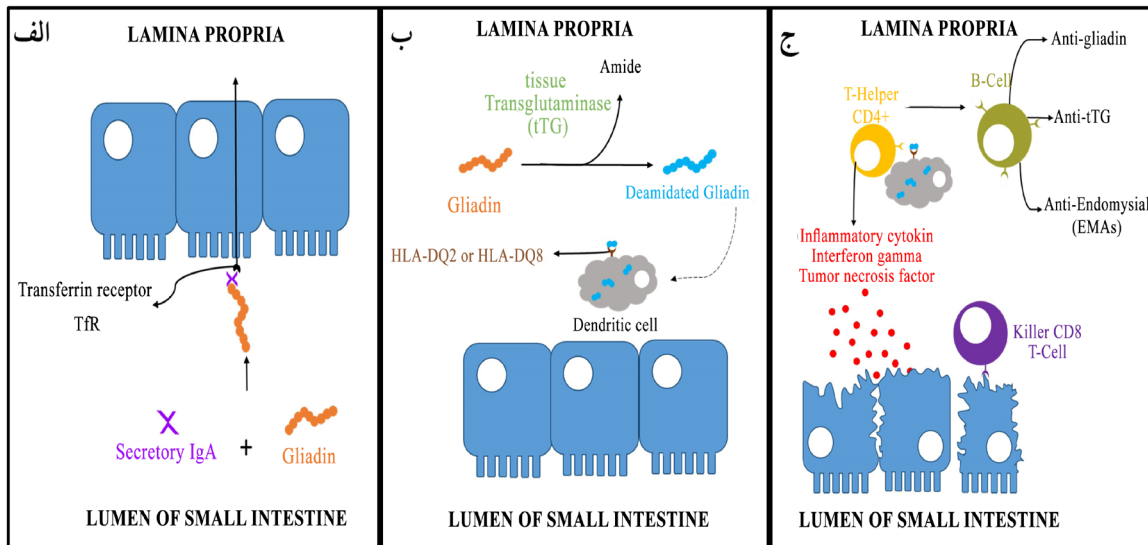 الف
LAMINA PROPRIA
Transferrin receptor
TfR
Secretory IgA
+
Gliadin
LUMEN OF SMALL INTESTINE
ب
LAMINA PROPRIA
tissue
Transglutaminase
(tTG)
Amide
Gliadin
Deamidated Gliadin
HLA-DQ2 or HLA-DQ8
Dendritic cell
LUMEN OF SMALL INTESTINE
ج
LAMINA PROPRIA
T-Helper
CD4+
B-Cell
Anti-gliadin
Anti-tTG
Anti-Endomysial
(EMAs)
Inflammatory cytokin
Interferon gamma
Tumor necrosis factor
Killer CD8
T-Cell
LUMEN OF SMALL INTESTINE